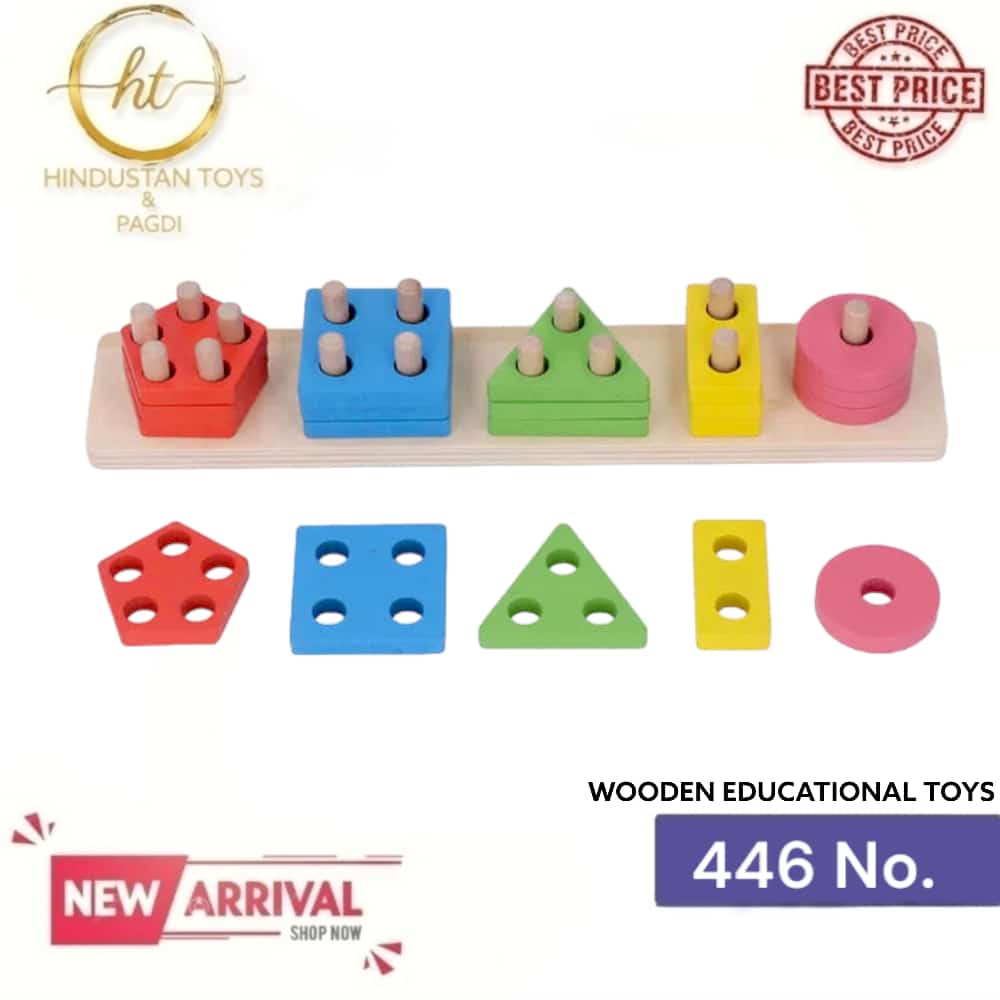 ht
HINDUSTAN TOYS
&
PAGDI
BEST PRICE
BEST PRICE
BEST PRICE
WOODEN EDUCATIONAL TOYS
446 No.
NEW ARRIVAL
SHOP NOW